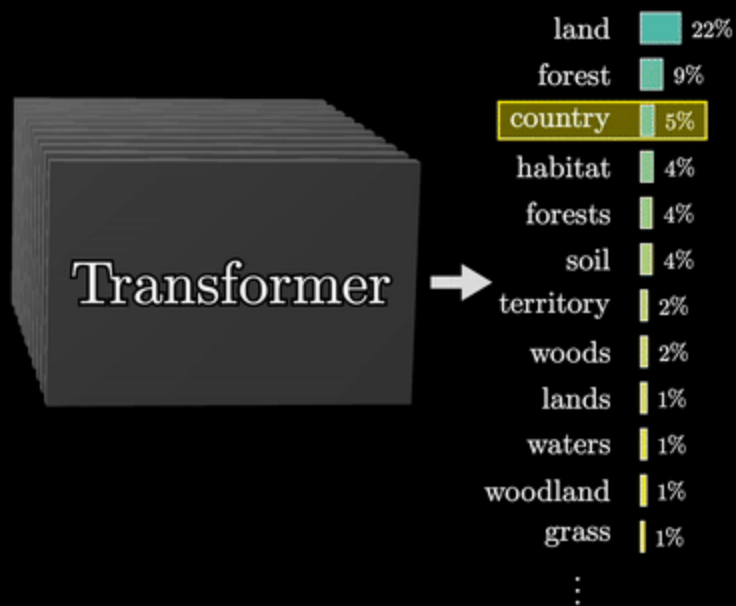 Transformer
land 22%
forest 9%
country 5%
habitat 4%
forests 4%
soil 4%
territory 2%
woods 2%
lands 1%
waters 1%
woodland 1%
grass 1%
⋮